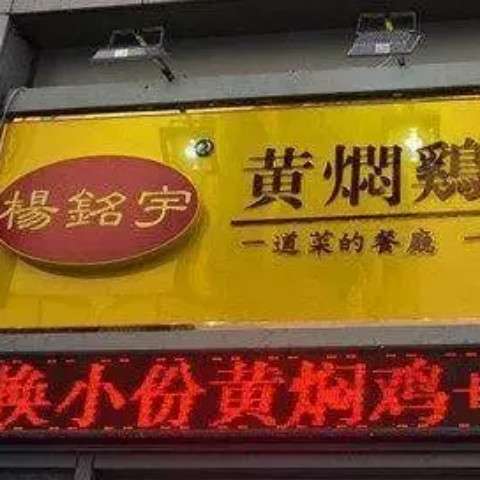 楊銘宇
黄焖鷄
一道菜的餐廳
换小份黄焖鸡